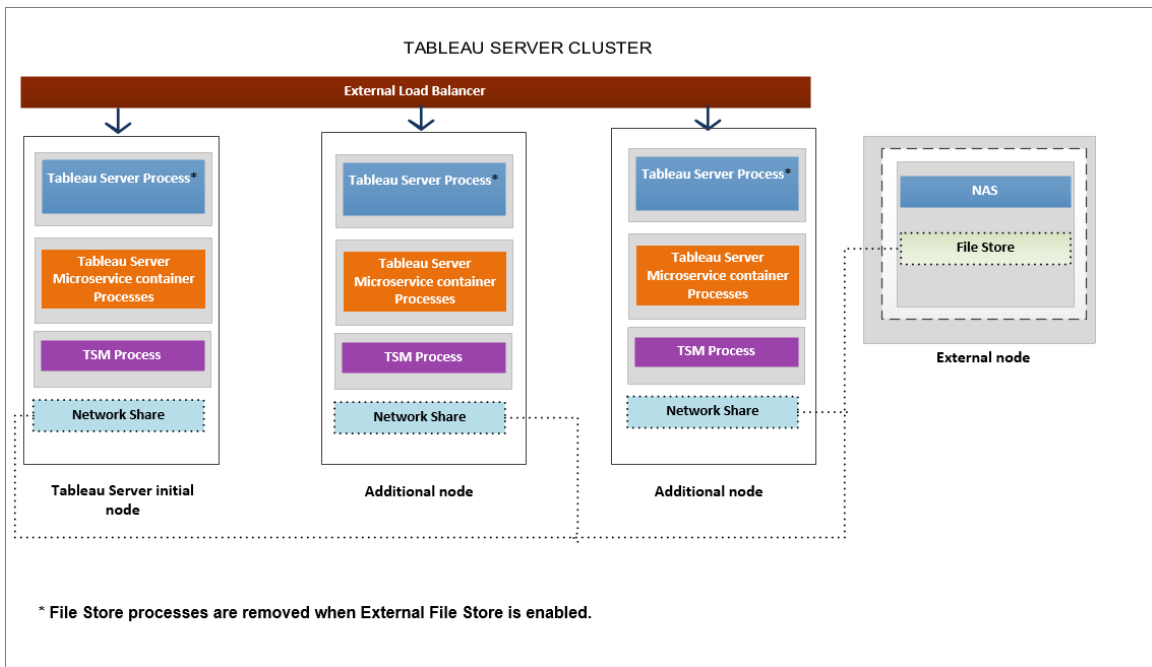 TABLEAU SERVER CLUSTER
External Load Balancer
Tableau Server Process*
Tableau Server
Microservice container
Processes
TSM Process
Network Share
Tableau Server initial
node
Tableau Server Process*
Tableau Server
Microservice container
Processes
TSM Process
Network Share
Additional node
Tableau Server Process*
Tableau Server
Microservice container
Processes
TSM Process
Network Share
Additional node
NAS
File Store
External node
* File Store processes are removed when External File Store is enabled.